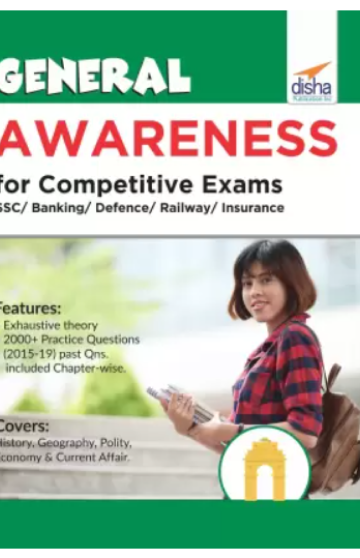 GENERAL
disha
AWARENESS
for Competitive Exams
SSC/ Banking/ Defence/ Railway/ Insurance
Features:
Exhaustive theory
2000+ Practice Questions
(2015-19) past Qns.
included Chapter-wise.
Covers:
History, Geography, Polity,
Economy & Current Affair.